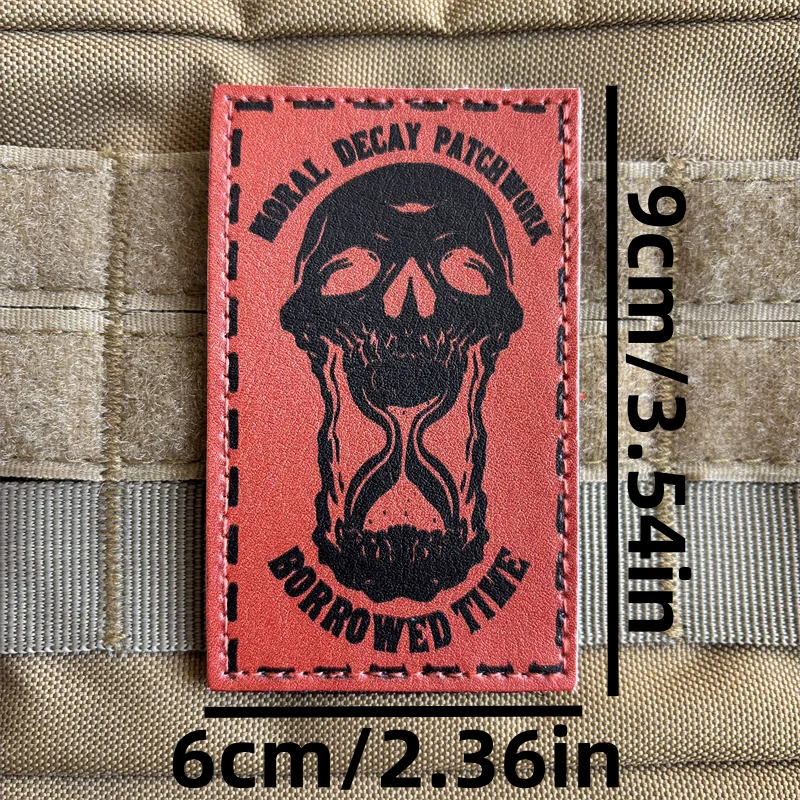 MORAL DECAY PATCHWORK
BORROWED TIME
9cm/3.54in
6cm/2.36in